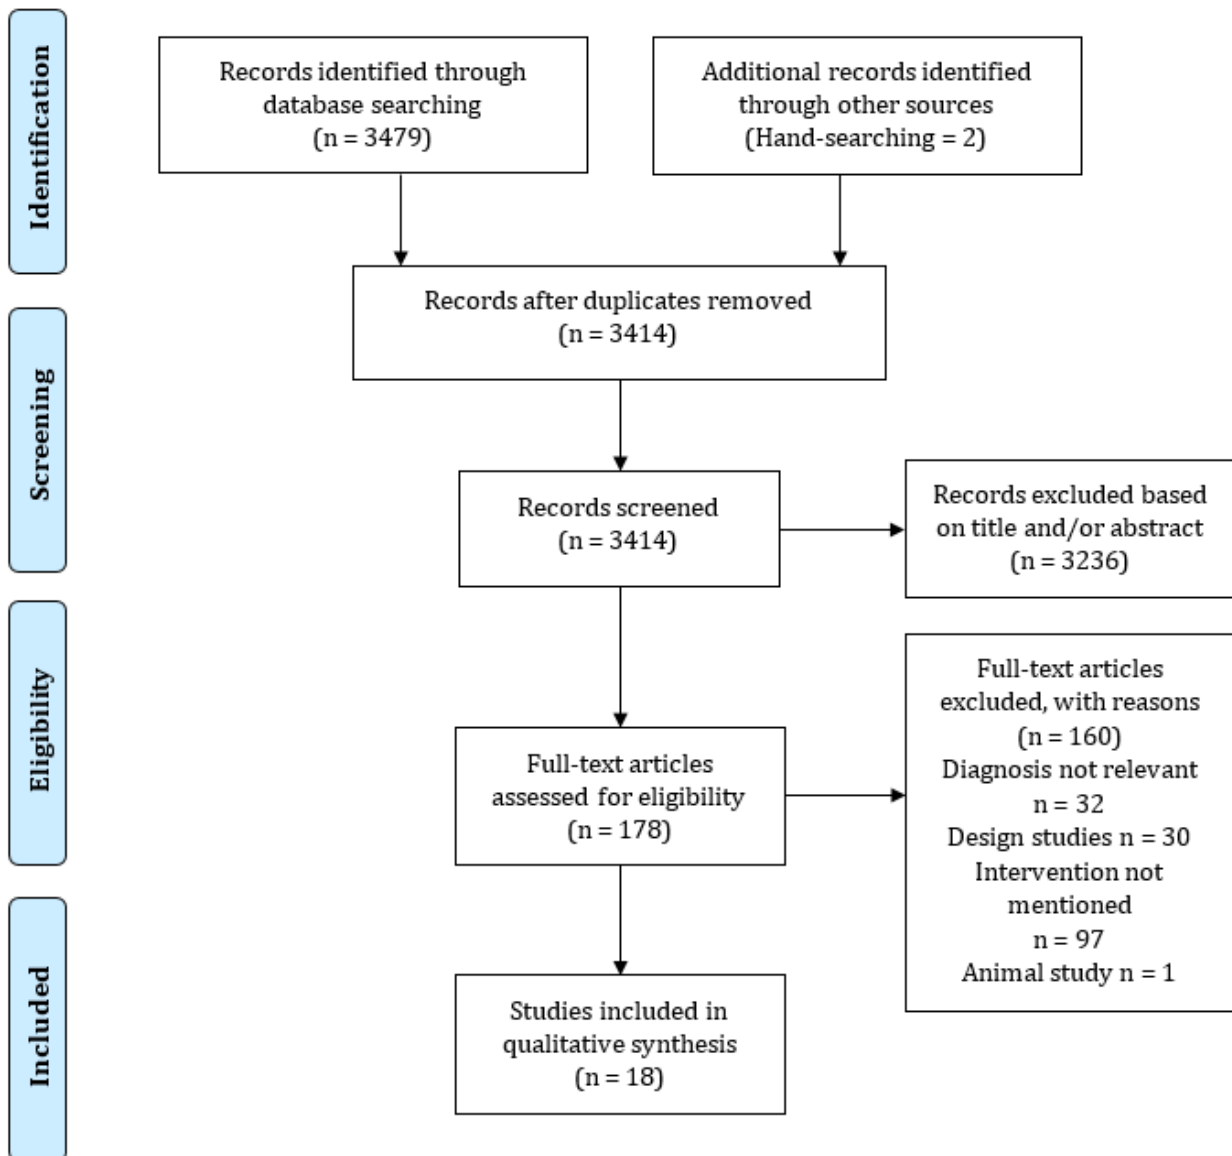 Identification
Records identified through
database searching
(n = 3479)
Additional records identified
through other sources
(Hand-searching = 2)
Records after duplicates removed
(n = 3414)
Screening
Records screened
(n = 3414)
Records excluded based
on title and/or abstract
(n = 3236)
Eligibility
Full-text articles
assessed for eligibility
(n = 178)
Full-text articles
excluded, with reasons
(n = 160)
Diagnosis not relevant
n = 32
Design studies n = 30
Intervention not
mentioned
n = 97
Animal study n = 1
Included
Studies included in
qualitative synthesis
(n = 18)